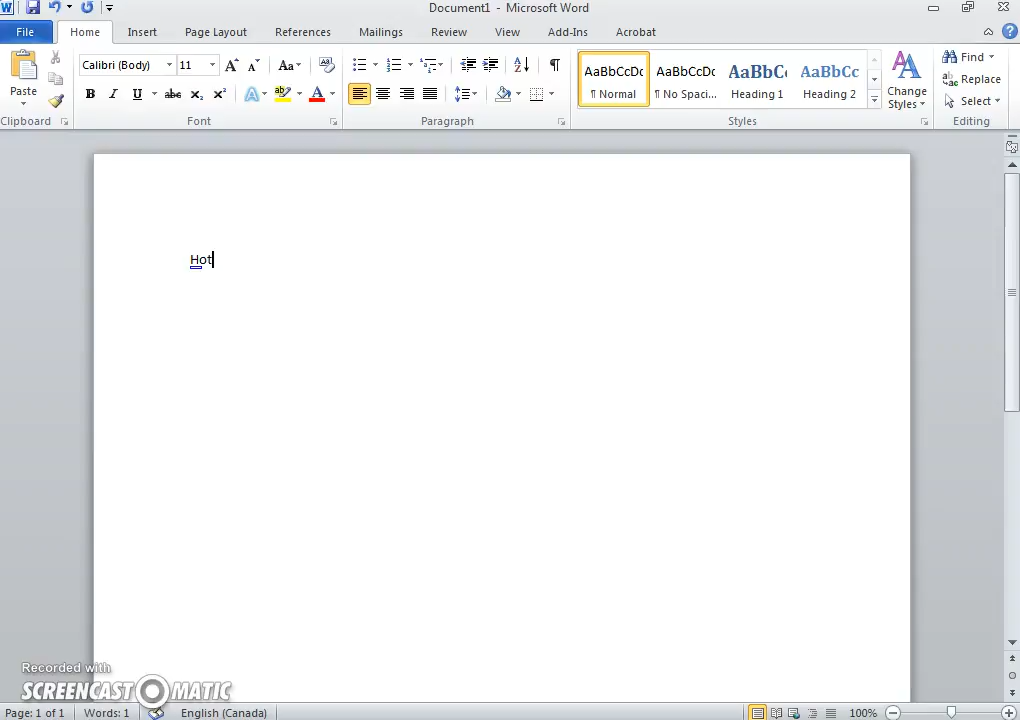 Document1 - Microsoft Word
File Home Insert Page Layout References Mailings Review View Add-Ins Acrobat
Calibri (Body) 11
AaBbCcDc AaBbCcDc AaBbC AaBbCc
Paste
Change Styles
¶ Normal ¶ No Spaci... Heading 1 Heading 2
Find
Replace
Select
Clipboard Font Paragraph Styles Editing
Hot
Recorded with
SCREENCAST MATIC
Page: 1 of 1 Words: 1 English (Canada) 100%